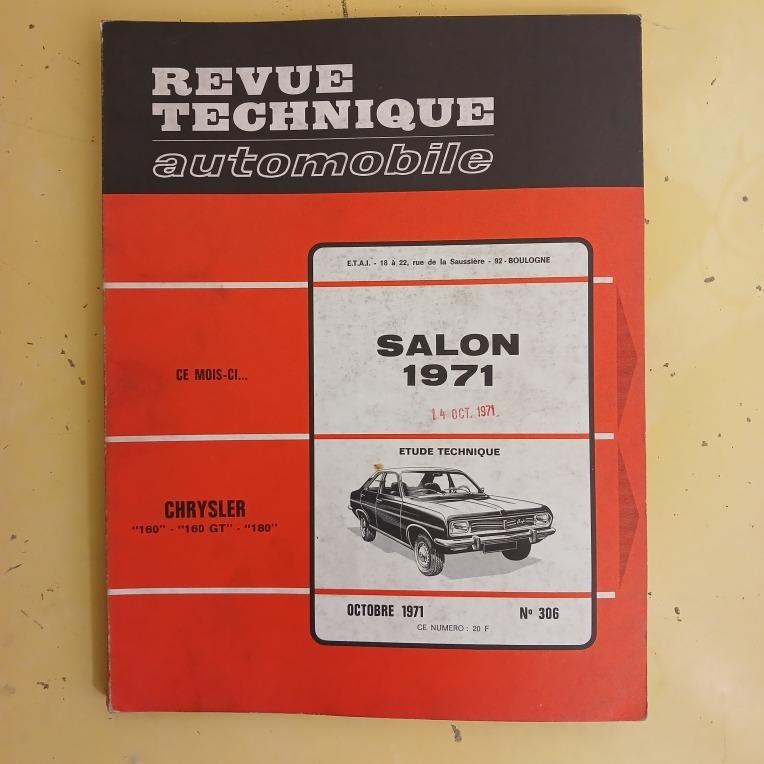 REVUE
TECHNIQUE
automobile
E.T.A.I. - 18 à 22, rue de la Saussière - 92 - BOULOGNE
CE MOIS-CI...
SALON
1971
14 OCT. 1971
ETUDE TECHNIQUE
CHRYSLER
"160" - "160 GT" - "180"
OCTOBRE 1971
Nº 306
CE NUMERO : 20 F